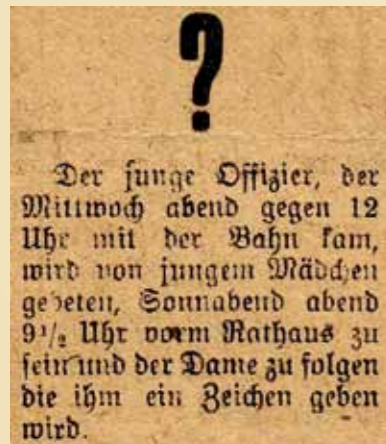 ?
Der junge Offizier, der
Mittwoch abend gegen 12
Uhr mit der Bahn kam,
wird von jungem Mädchen
gebeten, Sonnabend abend
9½ Uhr vorm Rathaus zu
sein und der Dame zu folgen
die ihm ein Zeichen geben
wird.